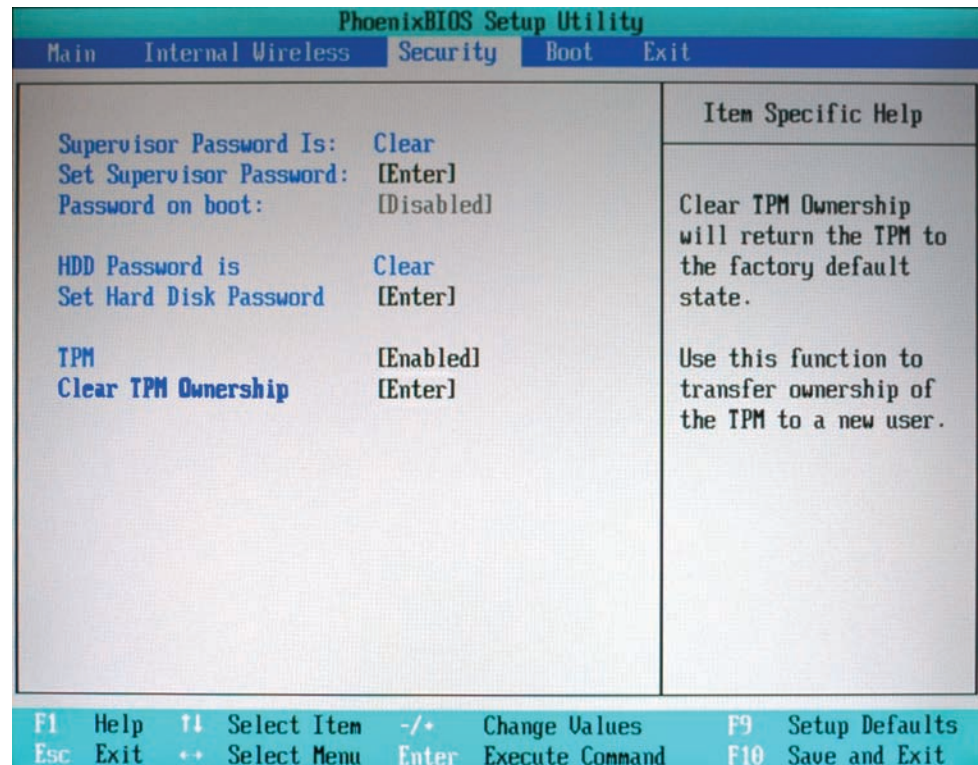 PhoenixBIOS Setup Utility
Main Internal Wireless Security Boot Exit
Item Specific Help
Supervisor Password Is: Clear
Set Supervisor Password: [Enter]
Password on boot: [Disabled]
HDD Password is Clear
Set Hard Disk Password [Enter]
TPM [Enabled]
Clear TPM Ownership [Enter]
Clear TPM Ownership
will return the TPM to
the factory default
state.
Use this function to
transfer ownership of
the TPM to a new user.
F1 Help ↑↓ Select Item -/+ Change Values F9 Setup Defaults
Esc Exit ↔ Select Menu Enter Execute Command F10 Save and Exit